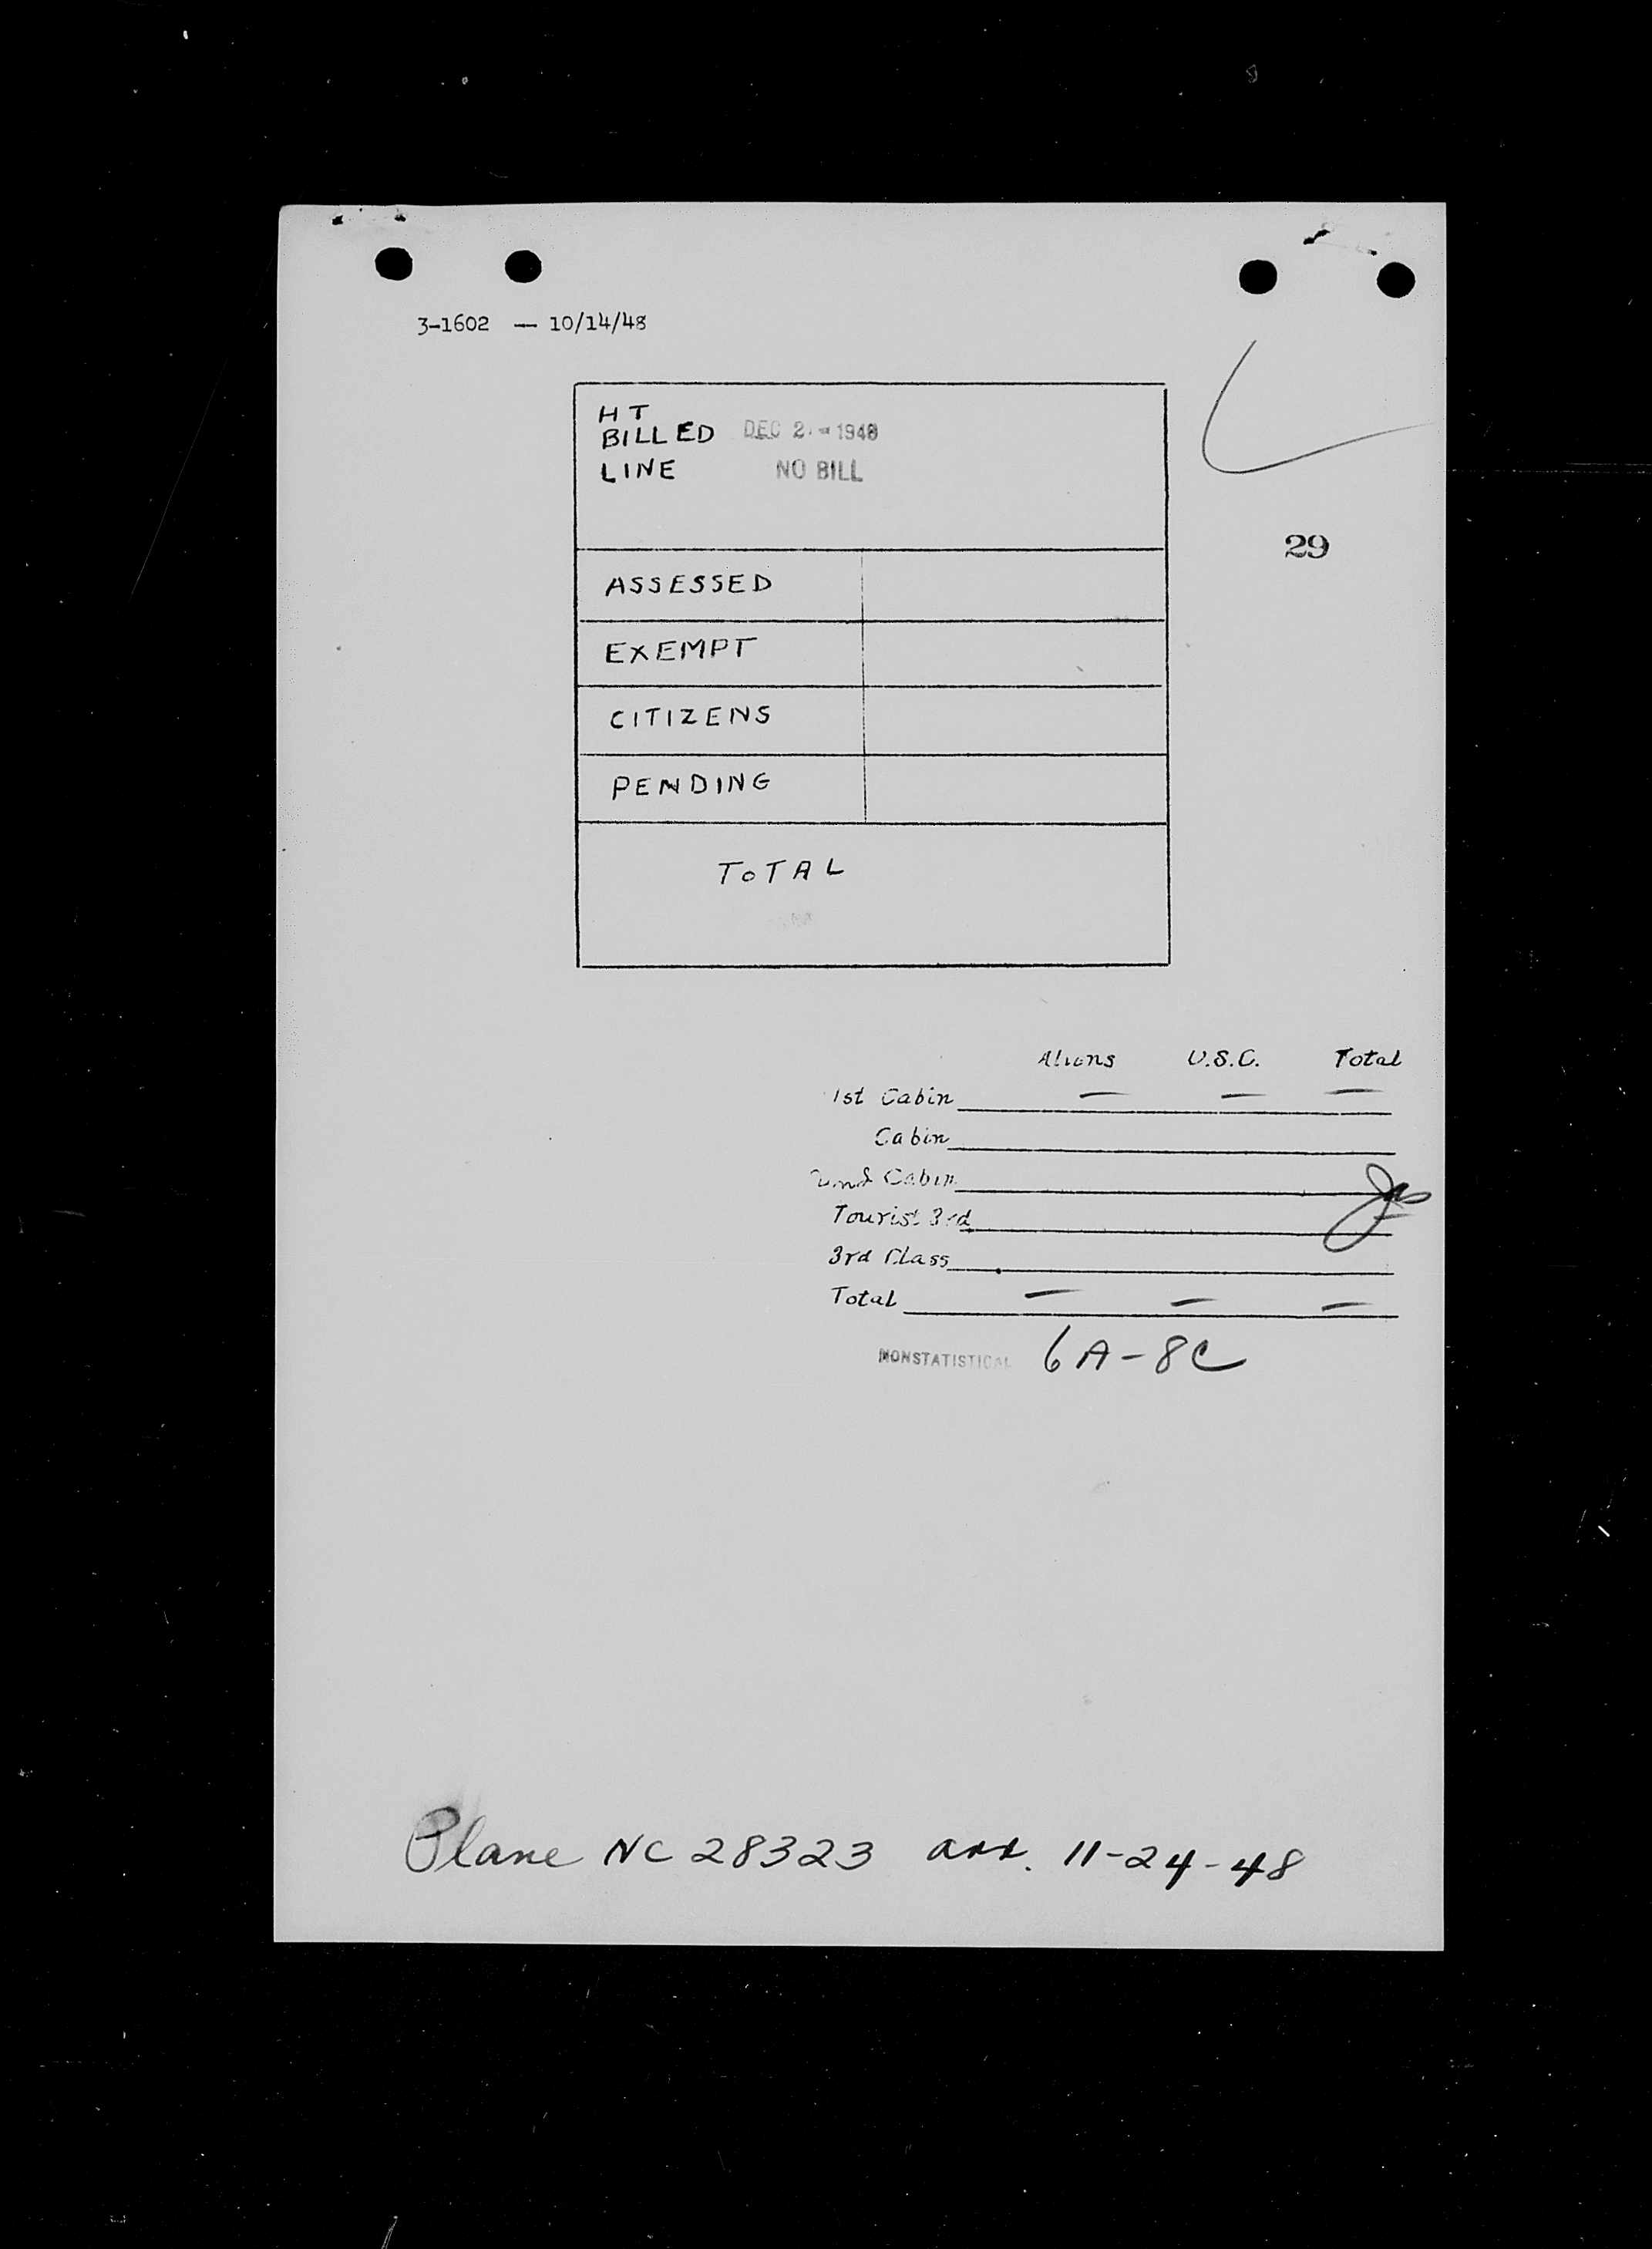 3-1602 — 10/14/48
HT
BILLED DEC 2 - 1948
LINE NO BILL
29
ASSESSED
EXEMPT
CITIZENS
PENDING
TOTAL
Aliens U.S.C. Total
1st Cabin — — —
Cabin
2nd Cabin
Tourist 3rd
3rd Class
Total — — —
NONSTATISTICAL 6A-8C
Plane NC 28323 arr. 11-24-48